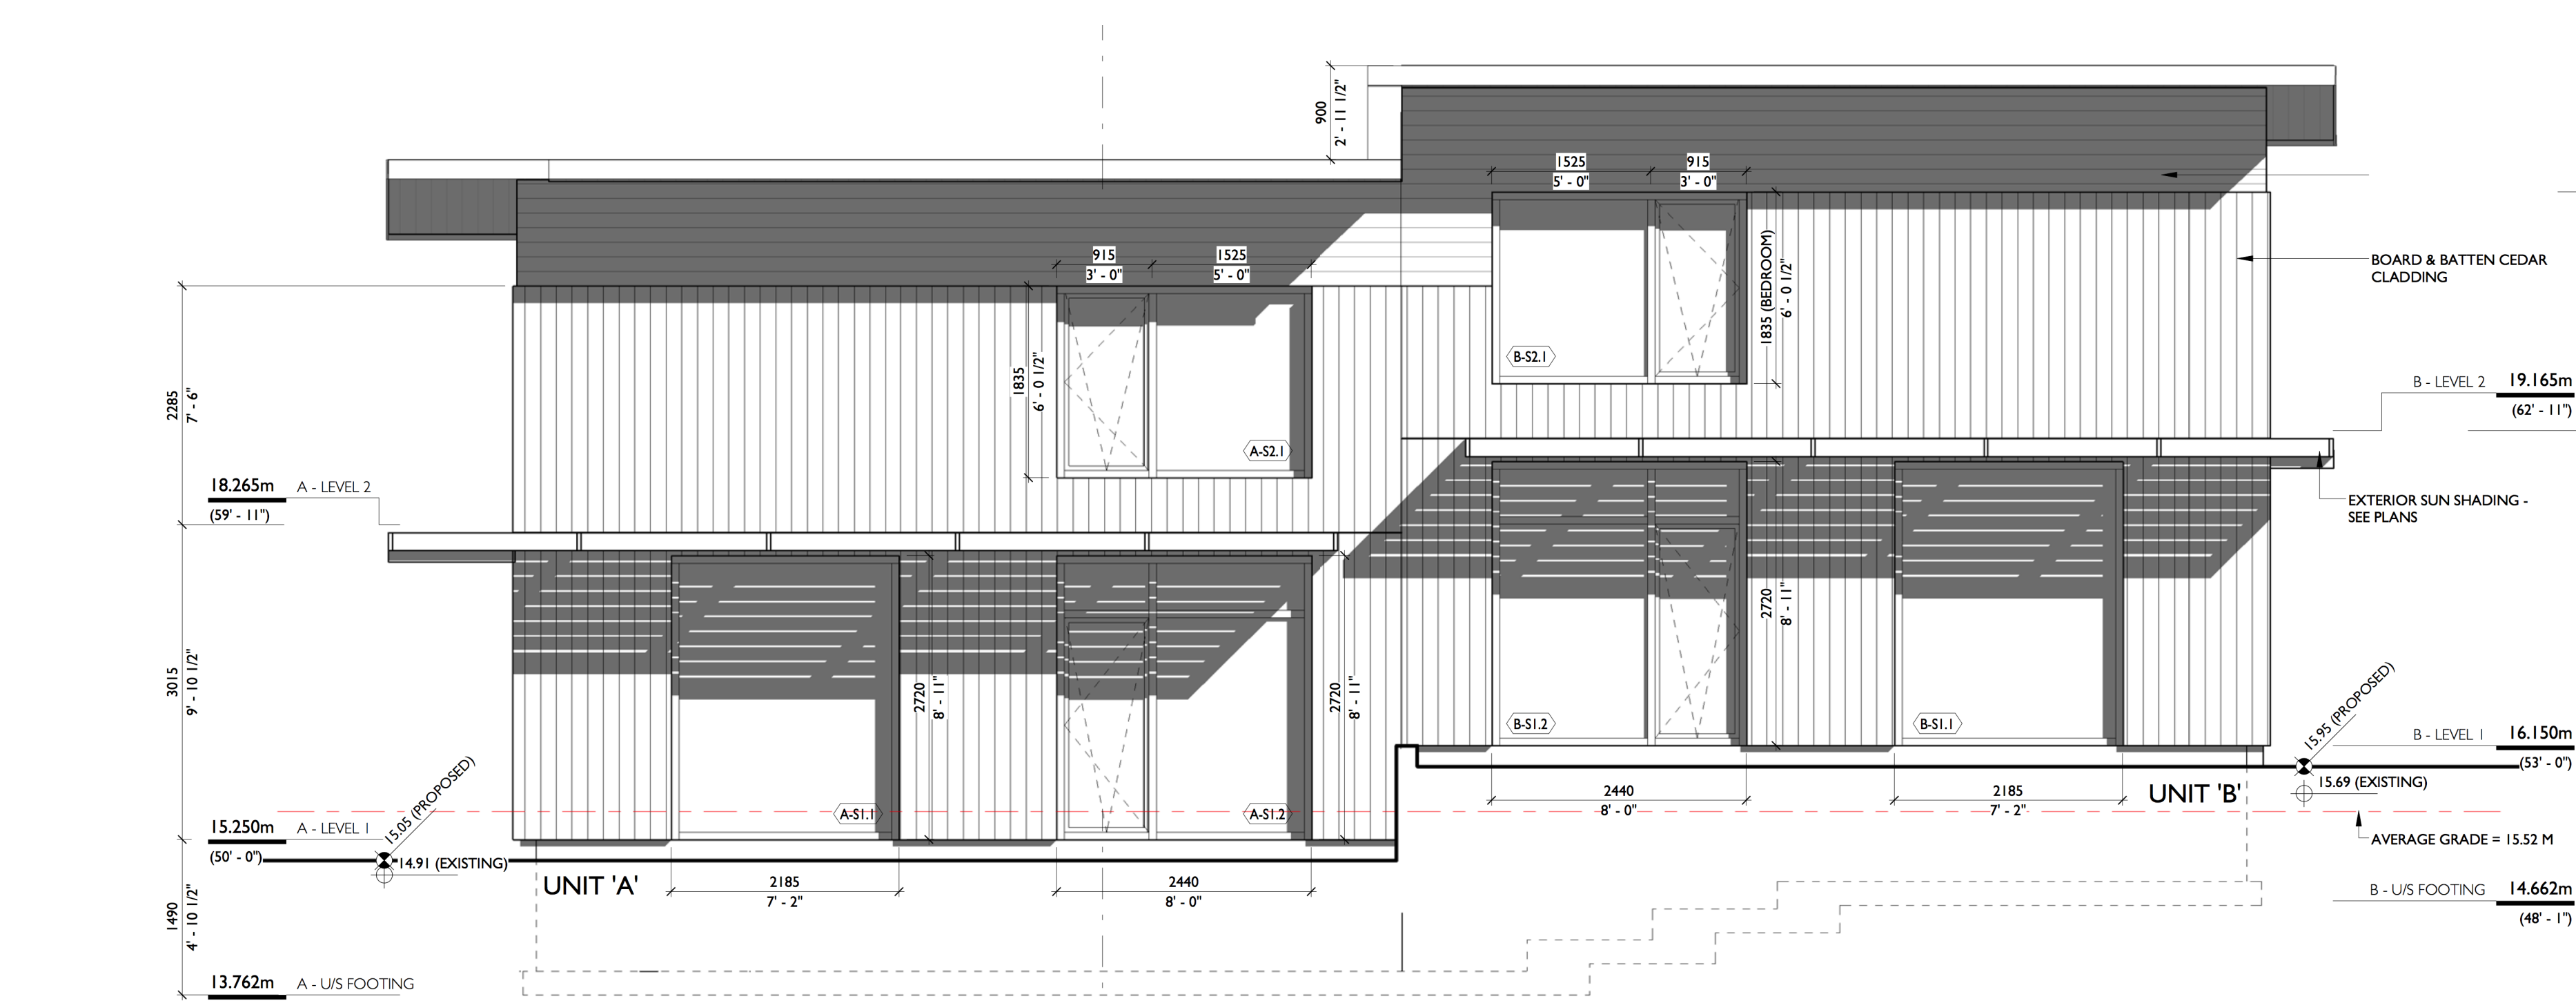 900
2' - 11 1/2"
1525
5' - 0"
915
3' - 0"
915
3' - 0"
1525
5' - 0"
1835 (BEDROOM)
6' - 0 1/2"
BOARD & BATTEN CEDAR
CLADDING
1835
6' - 0 1/2"
B-S2.1
2285
7' - 6"
B - LEVEL 2
19.165m
(62' - 11")
A-S2.1
18.265m
A - LEVEL 2
(59' - 11")
EXTERIOR SUN SHADING -
SEE PLANS
3015
9' - 10 1/2"
2720
8' - 11"
2720
8' - 11"
2720
8' - 11"
B-S1.2
B-S1.1
15.95 (PROPOSED)
B - LEVEL 1
16.150m
(53' - 0")
15.69 (EXISTING)
2440
8' - 0"
2185
7' - 2"
UNIT 'B'
A-S1.1
A-S1.2
15.05 (PROPOSED)
15.250m
A - LEVEL 1
(50' - 0")
14.91 (EXISTING)
AVERAGE GRADE = 15.52 M
UNIT 'A'
2185
7' - 2"
2440
8' - 0"
B - U/S FOOTING
14.662m
(48' - 1")
1490
4' - 10 1/2"
13.762m
A - U/S FOOTING